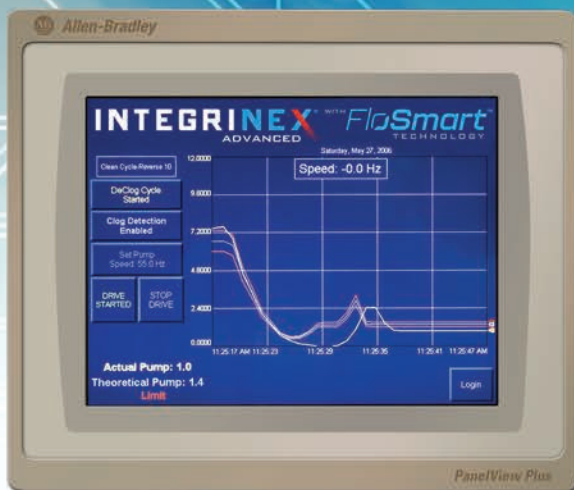 Allen-Bradley
INTEGRINEX WITH FloSmart™
ADVANCED TECHNOLOGY
Saturday, May 27, 2006
Clean Cycle:Reverse 10
12.0000
Speed: -0.0 Hz
DeClog Cycle
Started
9.6000
Clog Detection
Enabled
7.2000
Set Pump
Speed: 55.0 Hz
4.8000
DRIVE
STARTED
STOP
DRIVE
2.4000
0.0000
11:25:17 AM 11:25:23 11:25:29 11:25:35 11:25:41 11:25:47 AM
Actual Pump: 1.0
Theoretical Pump: 1.4
Limit
Login
PanelView Plus